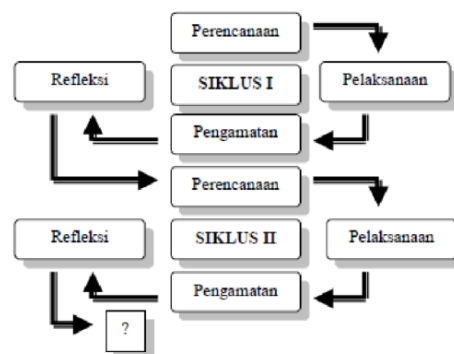 Perencanaan
Refleksi
SIKLUS I
Pelaksanaan
Pengamatan
Perencanaan
Refleksi
SIKLUS II
Pelaksanaan
Pengamatan
?